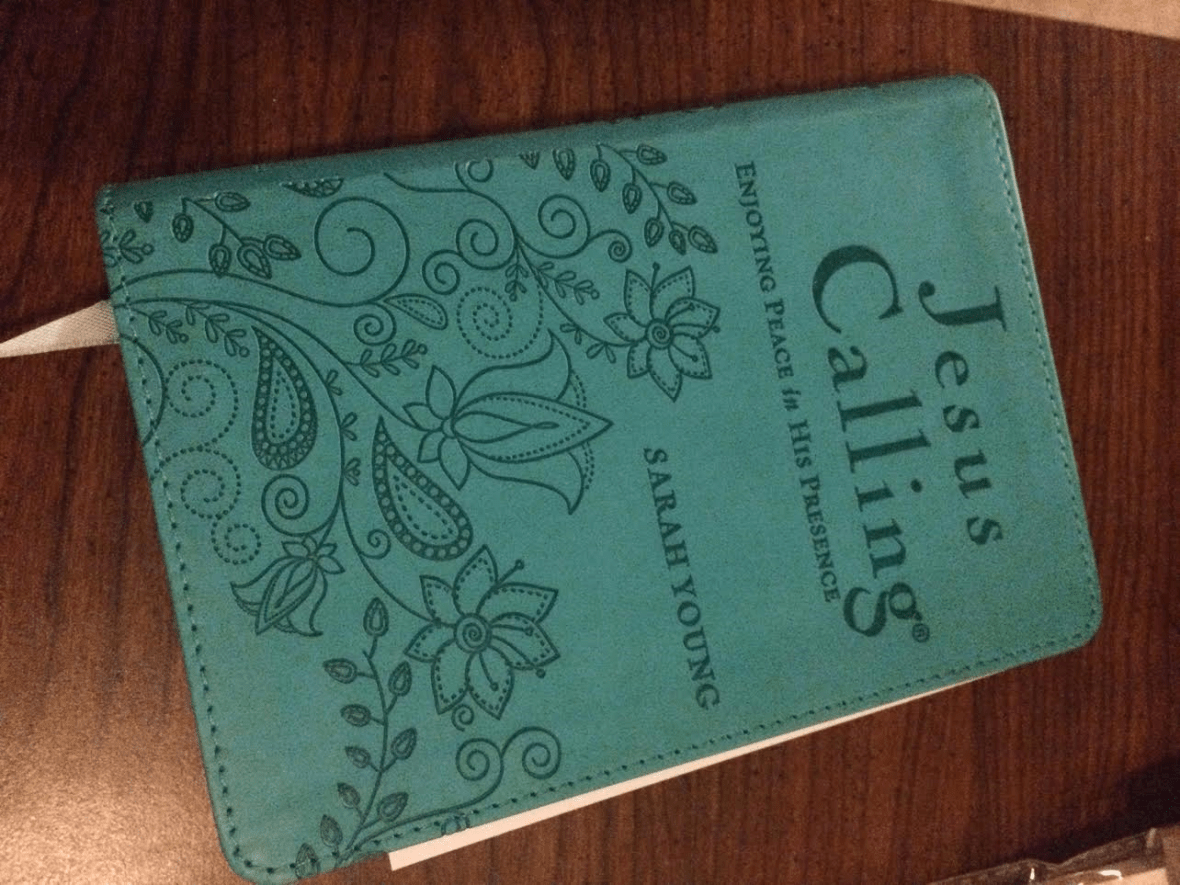 Jesus
Calling®
ENJOYING PEACE in HIS PRESENCE
SARAH YOUNG